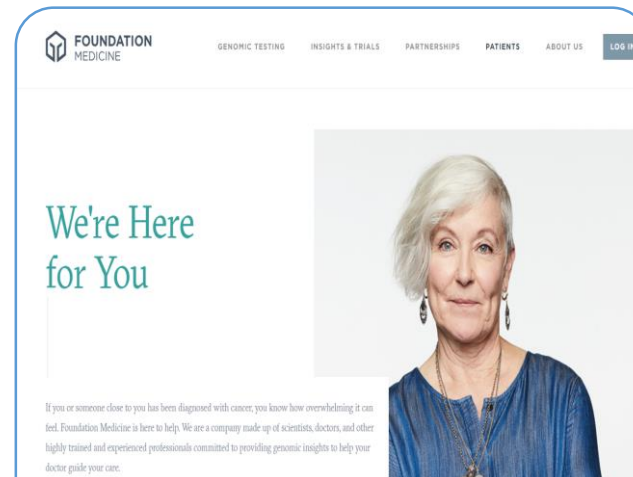 FOUNDATION
MEDICINE
GENOMIC TESTING INSIGHTS & TRIALS PARTNERSHIPS PATIENTS ABOUT US LOG IN
We're Here
for You
If you or someone close to you has been diagnosed with cancer, you know how overwhelming it can
feel. Foundation Medicine is here to help. We are a company made up of scientists, doctors, and other
highly trained and experienced professionals committed to providing genomic insights to help your
doctor guide your care.